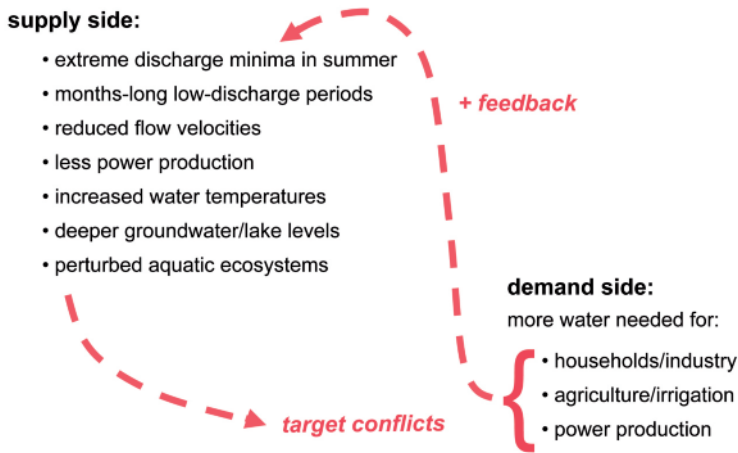 supply side:
• extreme discharge minima in summer
• months-long low-discharge periods
• reduced flow velocities
• less power production
• increased water temperatures
• deeper groundwater/lake levels
• perturbed aquatic ecosystems
+ feedback
demand side:
more water needed for:
{
• households/industry
• agriculture/irrigation
• power production
target conflicts